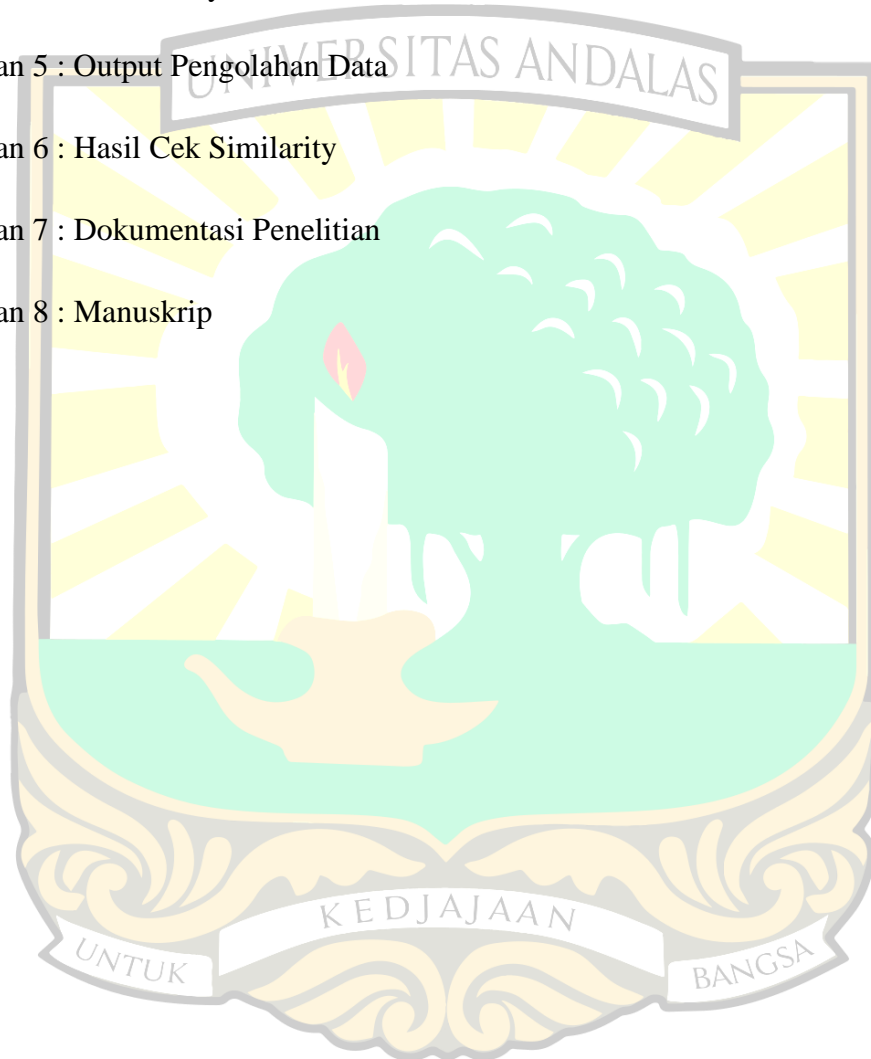 UNIVERSITAS ANDALAS
an 5 : Output Pengolahan Data
an 6 : Hasil Cek Similarity
an 7 : Dokumentasi Penelitian
an 8 : Manuskrip
KEDJAJAAN
UNTUK
BANGSA